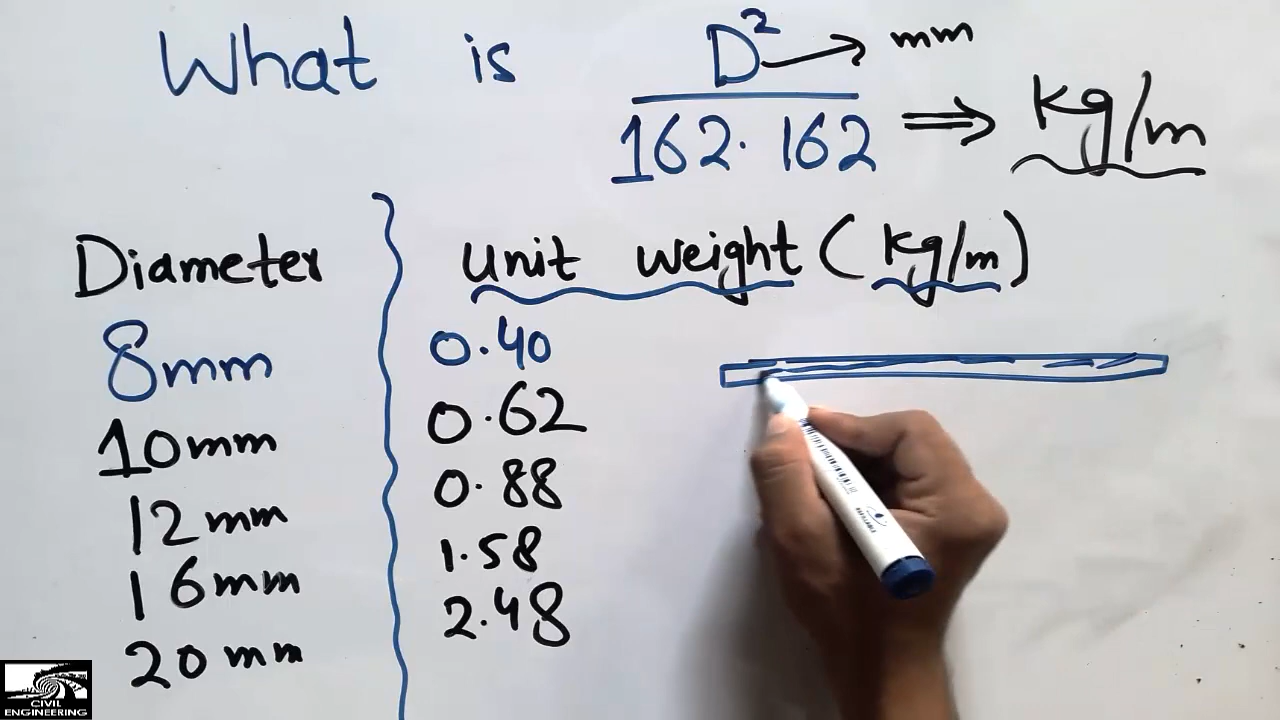 What is D² → mm
162.162 ⇒ kg/m
Diameter unit weight (kg/m)
8mm 0.40
10mm 0.62
12mm 0.88
16mm 1.58
20mm 2.48
CIVIL
ENGINEERING